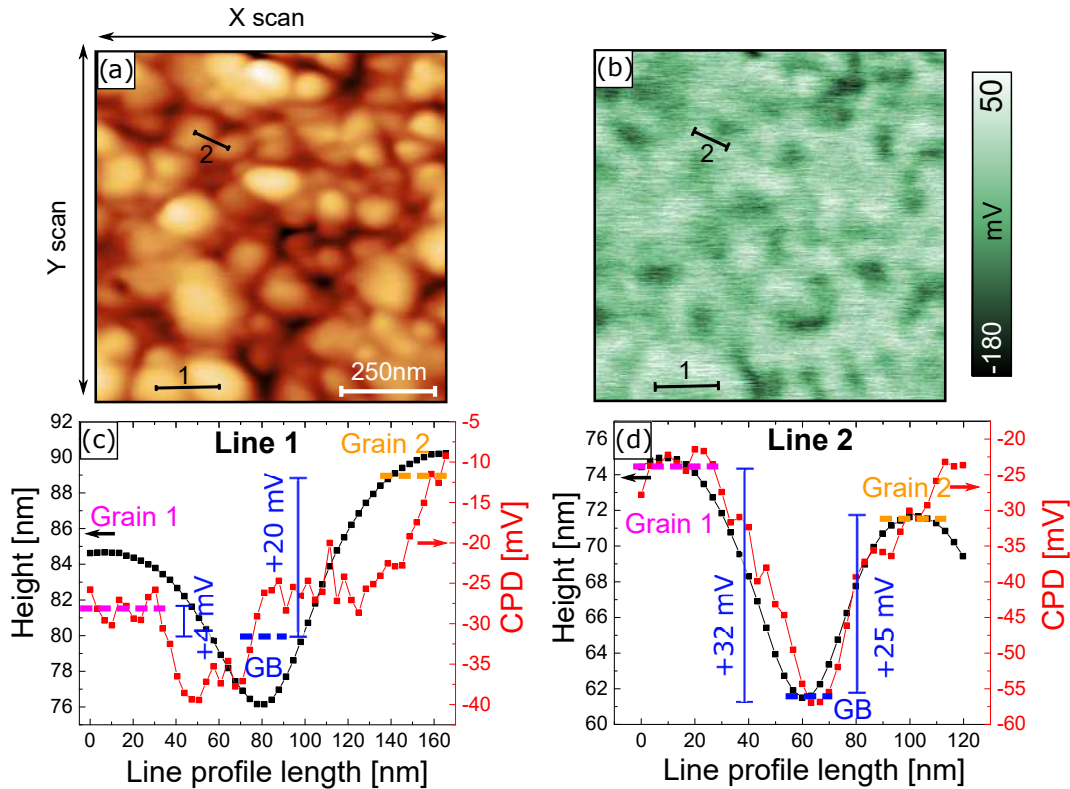 X scan
Y scan
(a)
2
1
250nm
(b)
2
1
50
mV
-180
(c)
Line 1
Grain 1
Grain 2
+4 mV
+20 mV
GB
92
90
88
86
84
82
80
78
76
Height [nm]
-5
-10
-15
-20
-25
-30
-35
-40
CPD [mV]
0 20 40 60 80 100 120 140 160
Line profile length [nm]
(d)
Line 2
Grain 1
Grain 2
+32 mV
+25 mV
GB
76
74
72
70
68
66
64
62
60
Height [nm]
-20
-25
-30
-35
-40
-45
-50
-55
-60
CPD [mV]
0 20 40 60 80 100 120
Line profile length [nm]